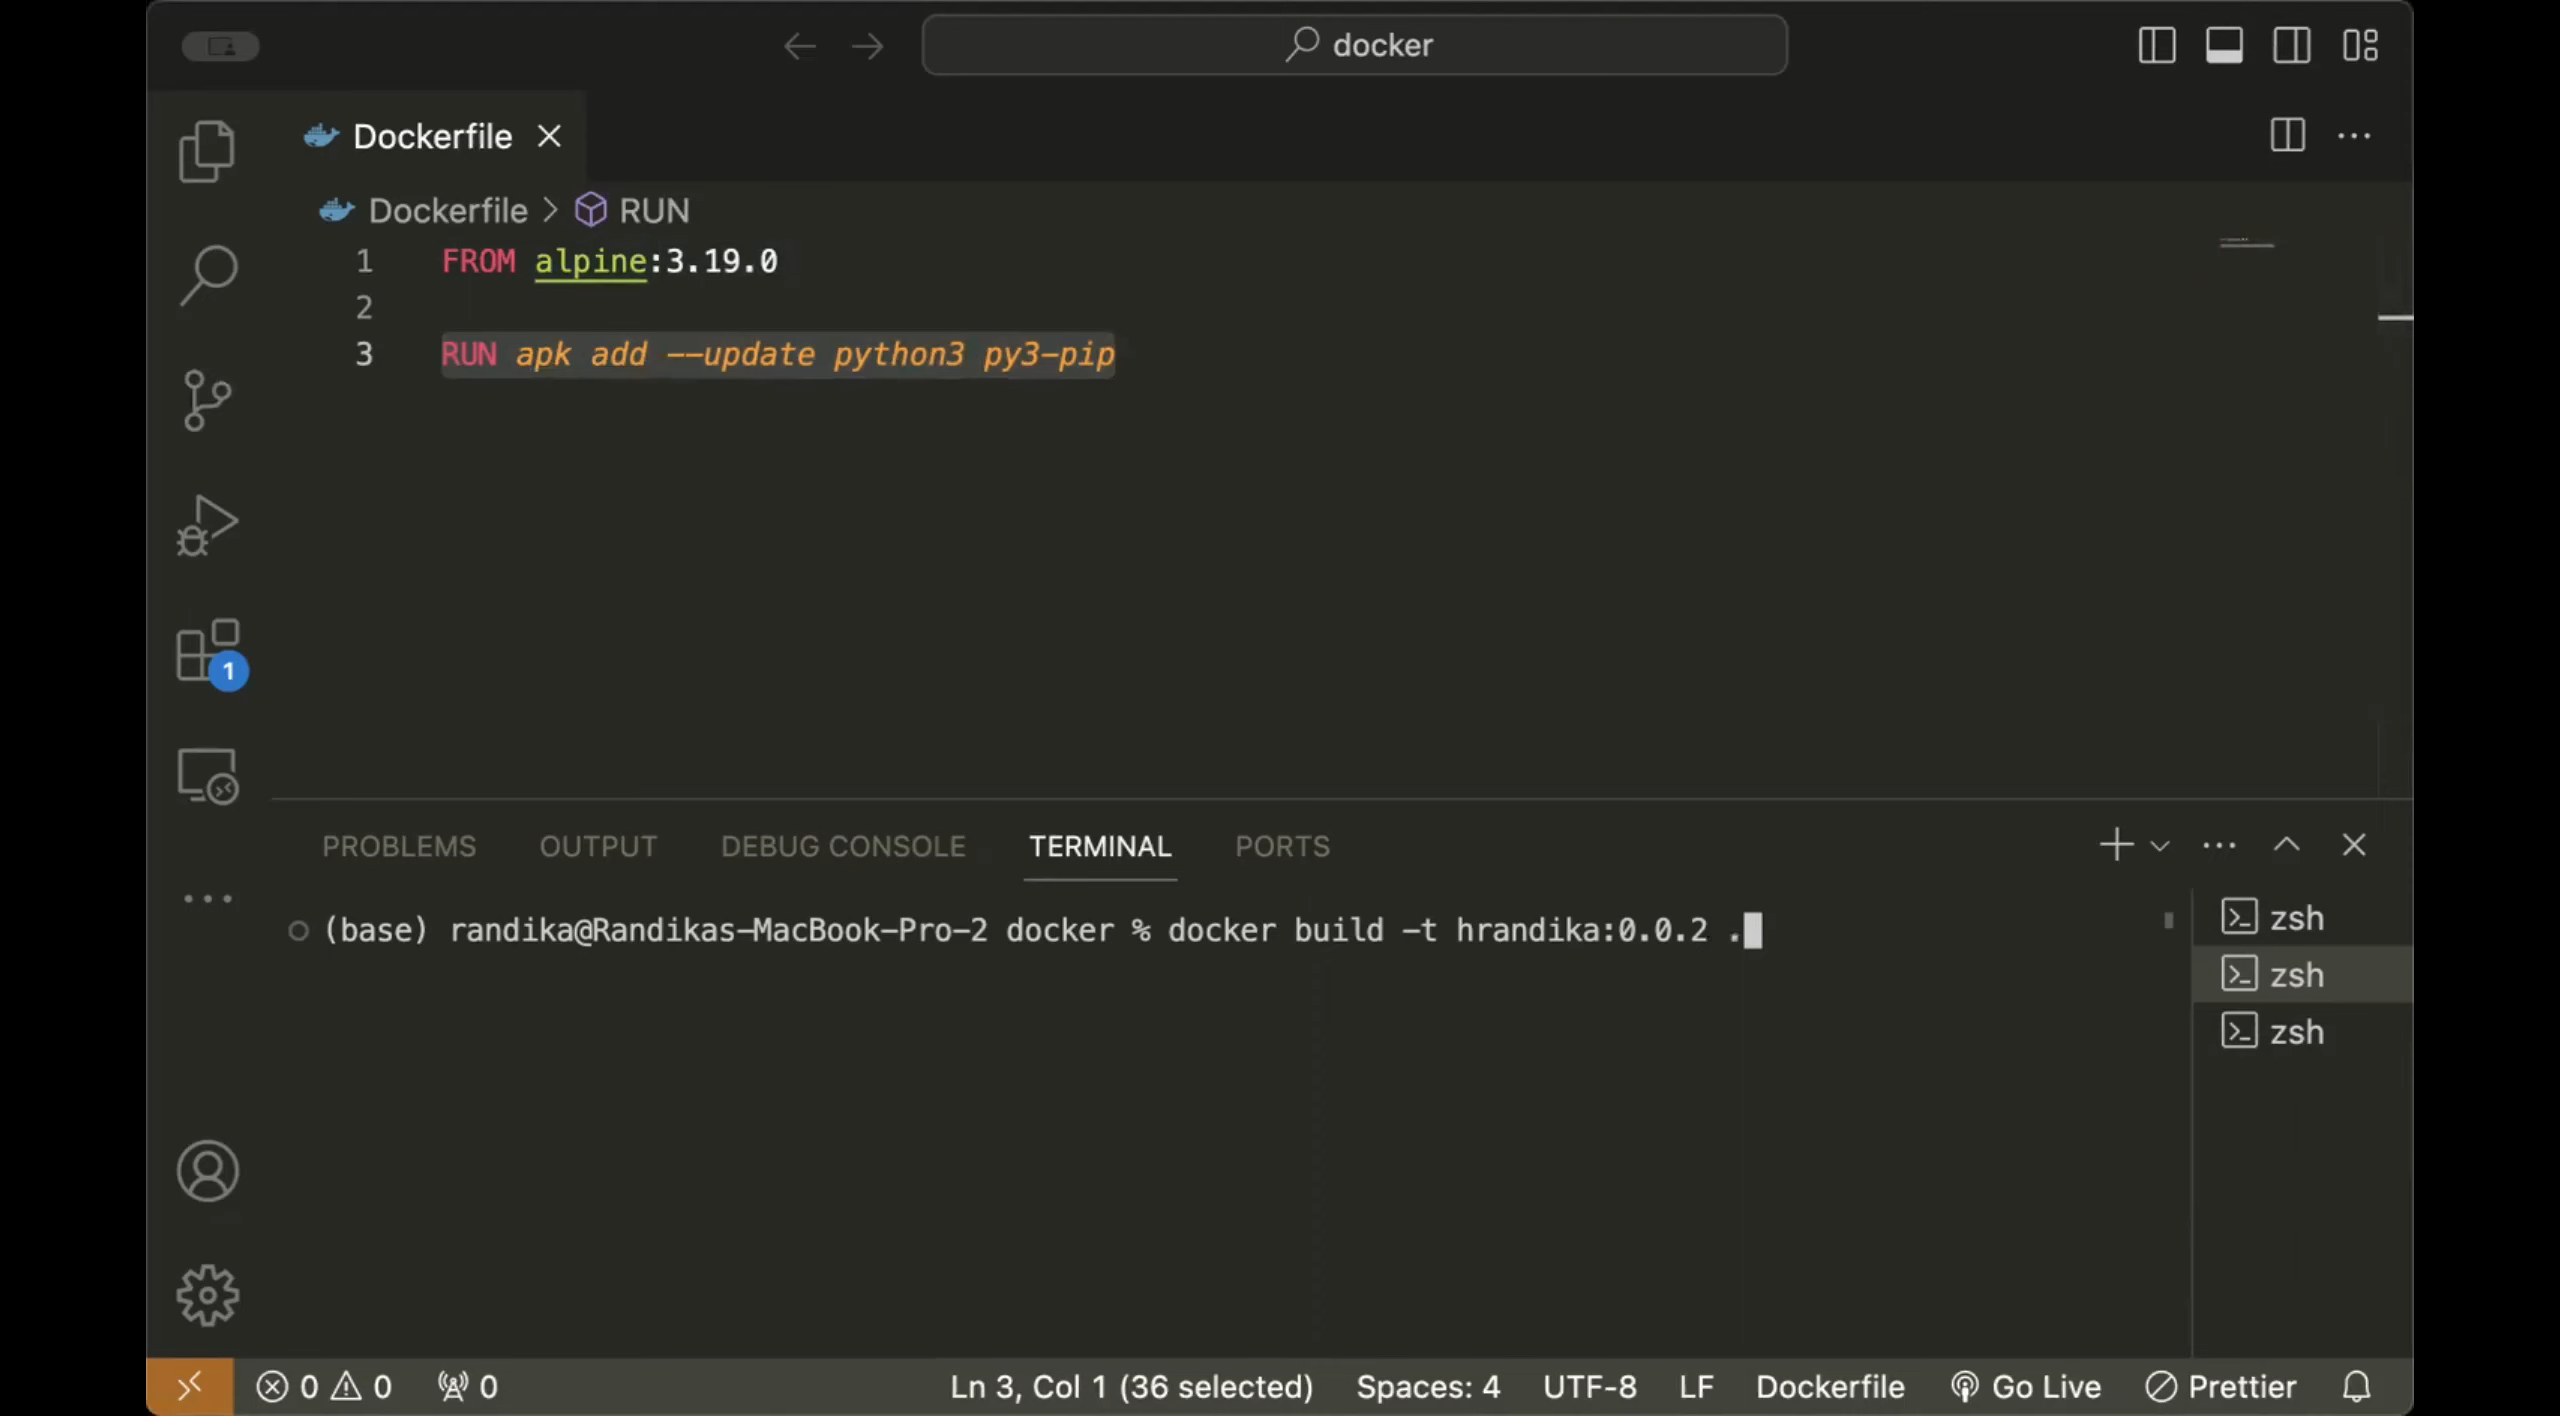 docker
Dockerfile
Dockerfile > RUN
1 FROM alpine:3.19.0
2
3 RUN apk add --update python3 py3-pip
1
PROBLEMS OUTPUT DEBUG CONSOLE TERMINAL PORTS
(base) randika@Randikas-MacBook-Pro-2 docker % docker build -t hrandika:0.0.2 .
zsh
zsh
zsh
0 0 0 Ln 3, Col 1 (36 selected) Spaces: 4 UTF-8 LF Dockerfile Go Live Prettier